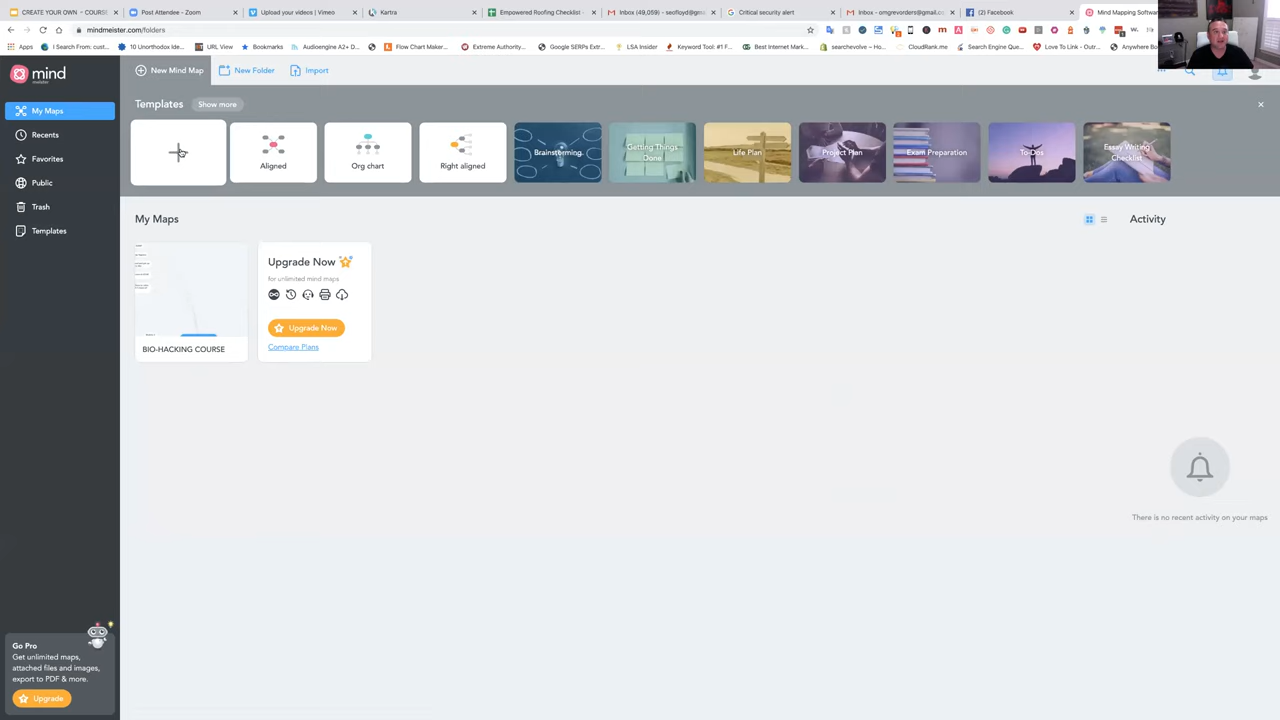 CREATE YOUR OWN - COURS
Post Attendee - Zoom
Upload your videos | Vimeo
Kartra
Empowered Roofing Checklist -
Inbox (49,059) - seofloyd@gm
Critical security alert
Inbox - orngrevorders@gmail.c
(2) Facebook
Mind Mapping Softwar
mindmeister.com/folders
Apps
I Search From: cust...
10 Unorthodox Ide...
URL View
Bookmarks
Audioengine A2+ D...
Flow Chart Maker...
Extreme Authority...
Google SERPs Extr...
LSA Insider
Keyword Tool: #1...
Best Internet Mark...
searchevolve – Ho...
CloudRank.me
Search Engine Que...
Love To Link - Outr...
Anywhere Bo
mind
meister
New Mind Map
New Folder
Import
My Maps
Recents
Favorites
Public
Trash
Templates
Templates
Show more
Aligned
Org chart
Right aligned
Brainstorming
Getting Things
Done
Life Plan
Project Plan
Exam Preparation
To-Dos
Essay Writing
Checklist
My Maps
Activity
BIO-HACKING COURSE
Upgrade Now
for unlimited mind maps
Upgrade Now
Compare Plans
There is no recent activity on your maps
Go Pro
Get unlimited maps,
attached files and images,
export to PDF & more.
Upgrade